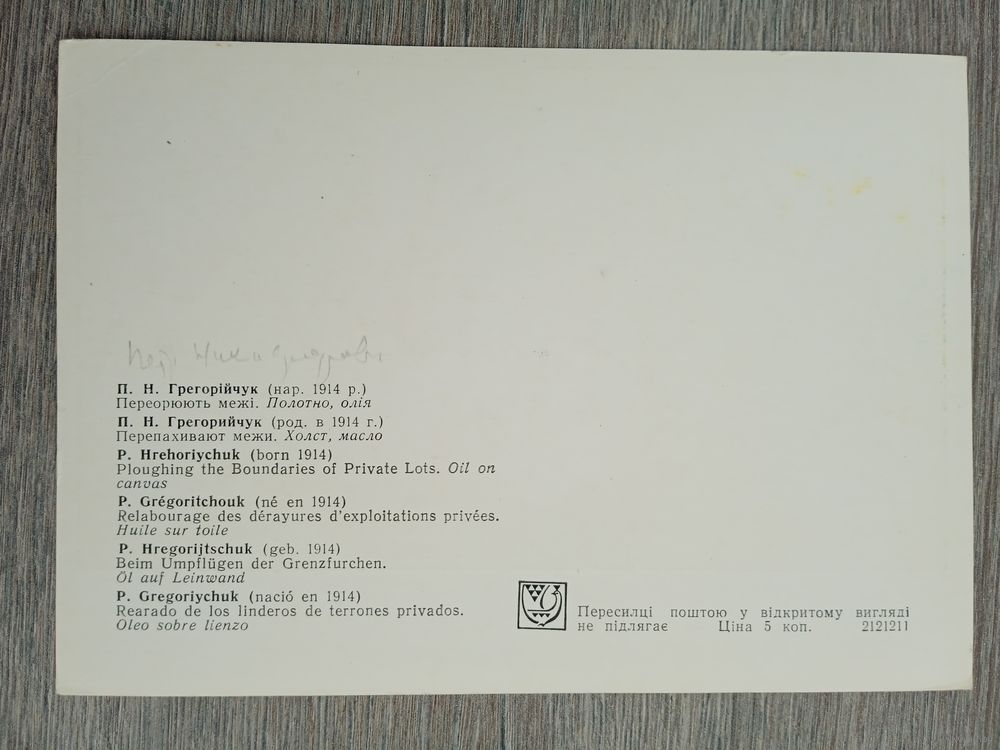 П. Н. Грегорійчук (нар. 1914 р.)
Переорюють межі. Полотно, олія
П. Н. Грегорийчук (род. в 1914 г.)
Перепахивают межи. Холст, масло
P. Hrehoriychuk (born 1914)
Ploughing the Boundaries of Private Lots. Oil on
canvas
P. Grégoritchouk (né en 1914)
Relabourage des dérayures d'exploitations privées.
Huile sur toile
P. Hregorijtschuk (geb. 1914)
Beim Umpflügen der Grenzfurchen.
Öl auf Leinwand
P. Gregoriychuk (nació en 1914)
Rearado de los linderos de terrones privados.
Oleo sobre lienzo
Пересилці поштою у відкритому вигляді
не підлягає Ціна 5 коп. 2121211